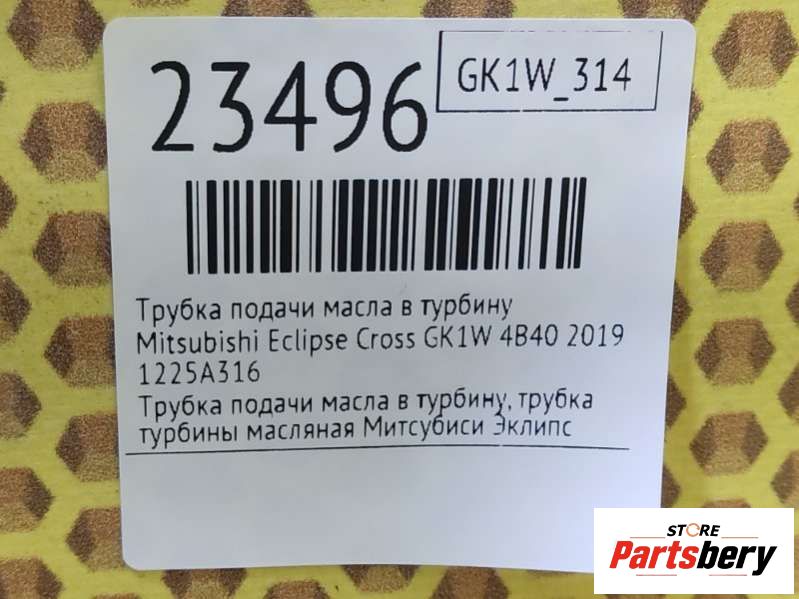 23496
GK1W_314
Трубка подачи масла в турбину
Mitsubishi Eclipse Cross GK1W 4B40 2019
1225A316
Трубка подачи масла в турбину, трубка
турбины масляная Митсубиси Эклипс
STORE
Partsbery